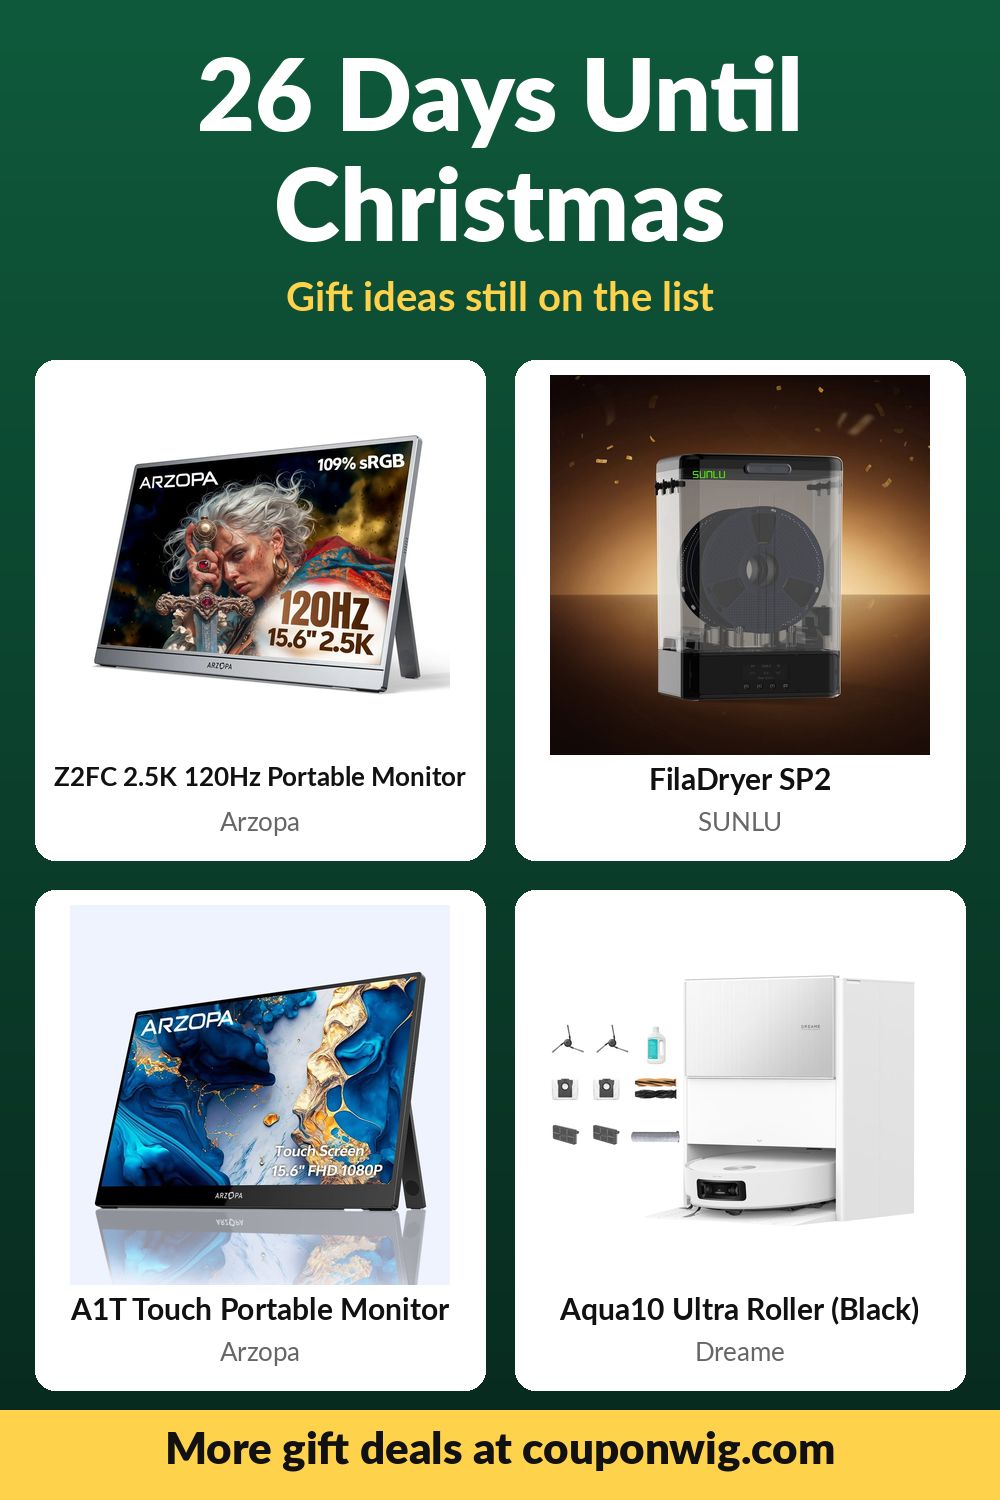 26 Days Until
Christmas
Gift ideas still on the list
ARZOPA
109% sRGB
120Hz
15.6" 2.5K
ARZOPA
Z2FC 2.5K 120Hz Portable Monitor
Arzopa
SUNLU
FilaDryer SP2
SUNLU
ARZOPA
Touch Screen
15.6" FHD 1080P
ARZOPA
A1T Touch Portable Monitor
Arzopa
DREAME
Aqua10 Ultra Roller (Black)
Dreame
More gift deals at couponwig.com